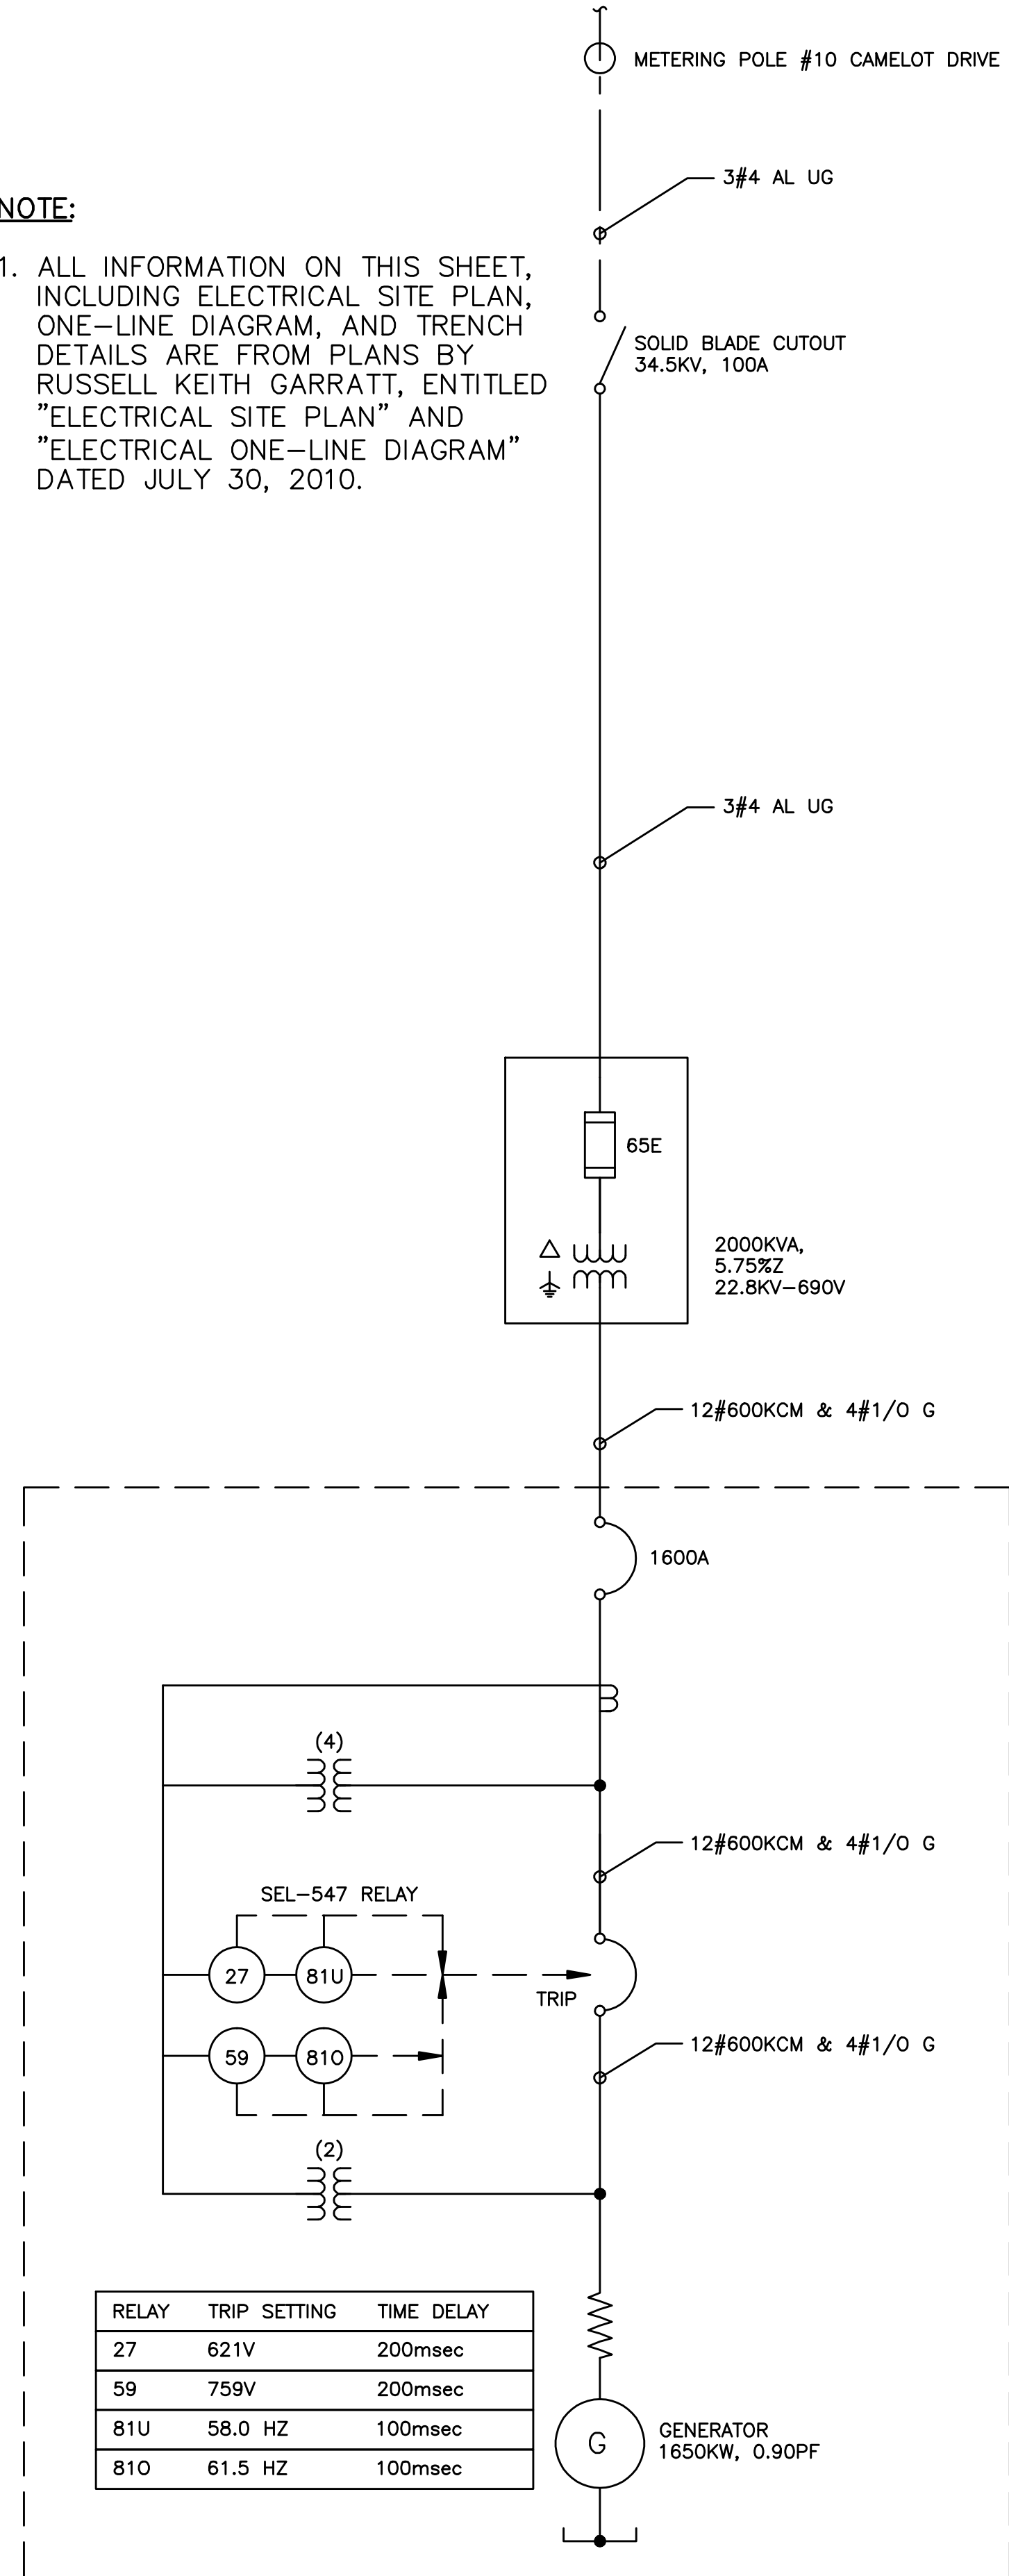 METERING POLE #10 CAMELOT DRIVE
3#4 AL UG
NOTE:
1. ALL INFORMATION ON THIS SHEET,
INCLUDING ELECTRICAL SITE PLAN,
ONE-LINE DIAGRAM, AND TRENCH
DETAILS ARE FROM PLANS BY
RUSSELL KEITH GARRATT, ENTITLED
"ELECTRICAL SITE PLAN" AND
"ELECTRICAL ONE-LINE DIAGRAM"
DATED JULY 30, 2010.
SOLID BLADE CUTOUT
34.5KV, 100A
3#4 AL UG
65E
2000KVA,
5.75%Z
22.8KV-690V
12#600KCM & 4#1/0 G
1600A
(4)
12#600KCM & 4#1/0 G
SEL-547 RELAY
27 81U
TRIP
12#600KCM & 4#1/0 G
59 81O
(2)
RELAY TRIP SETTING TIME DELAY
27 621V 200msec
59 759V 200msec
81U 58.0 HZ 100msec
81O 61.5 HZ 100msec
G
GENERATOR
1650KW, 0.90PF